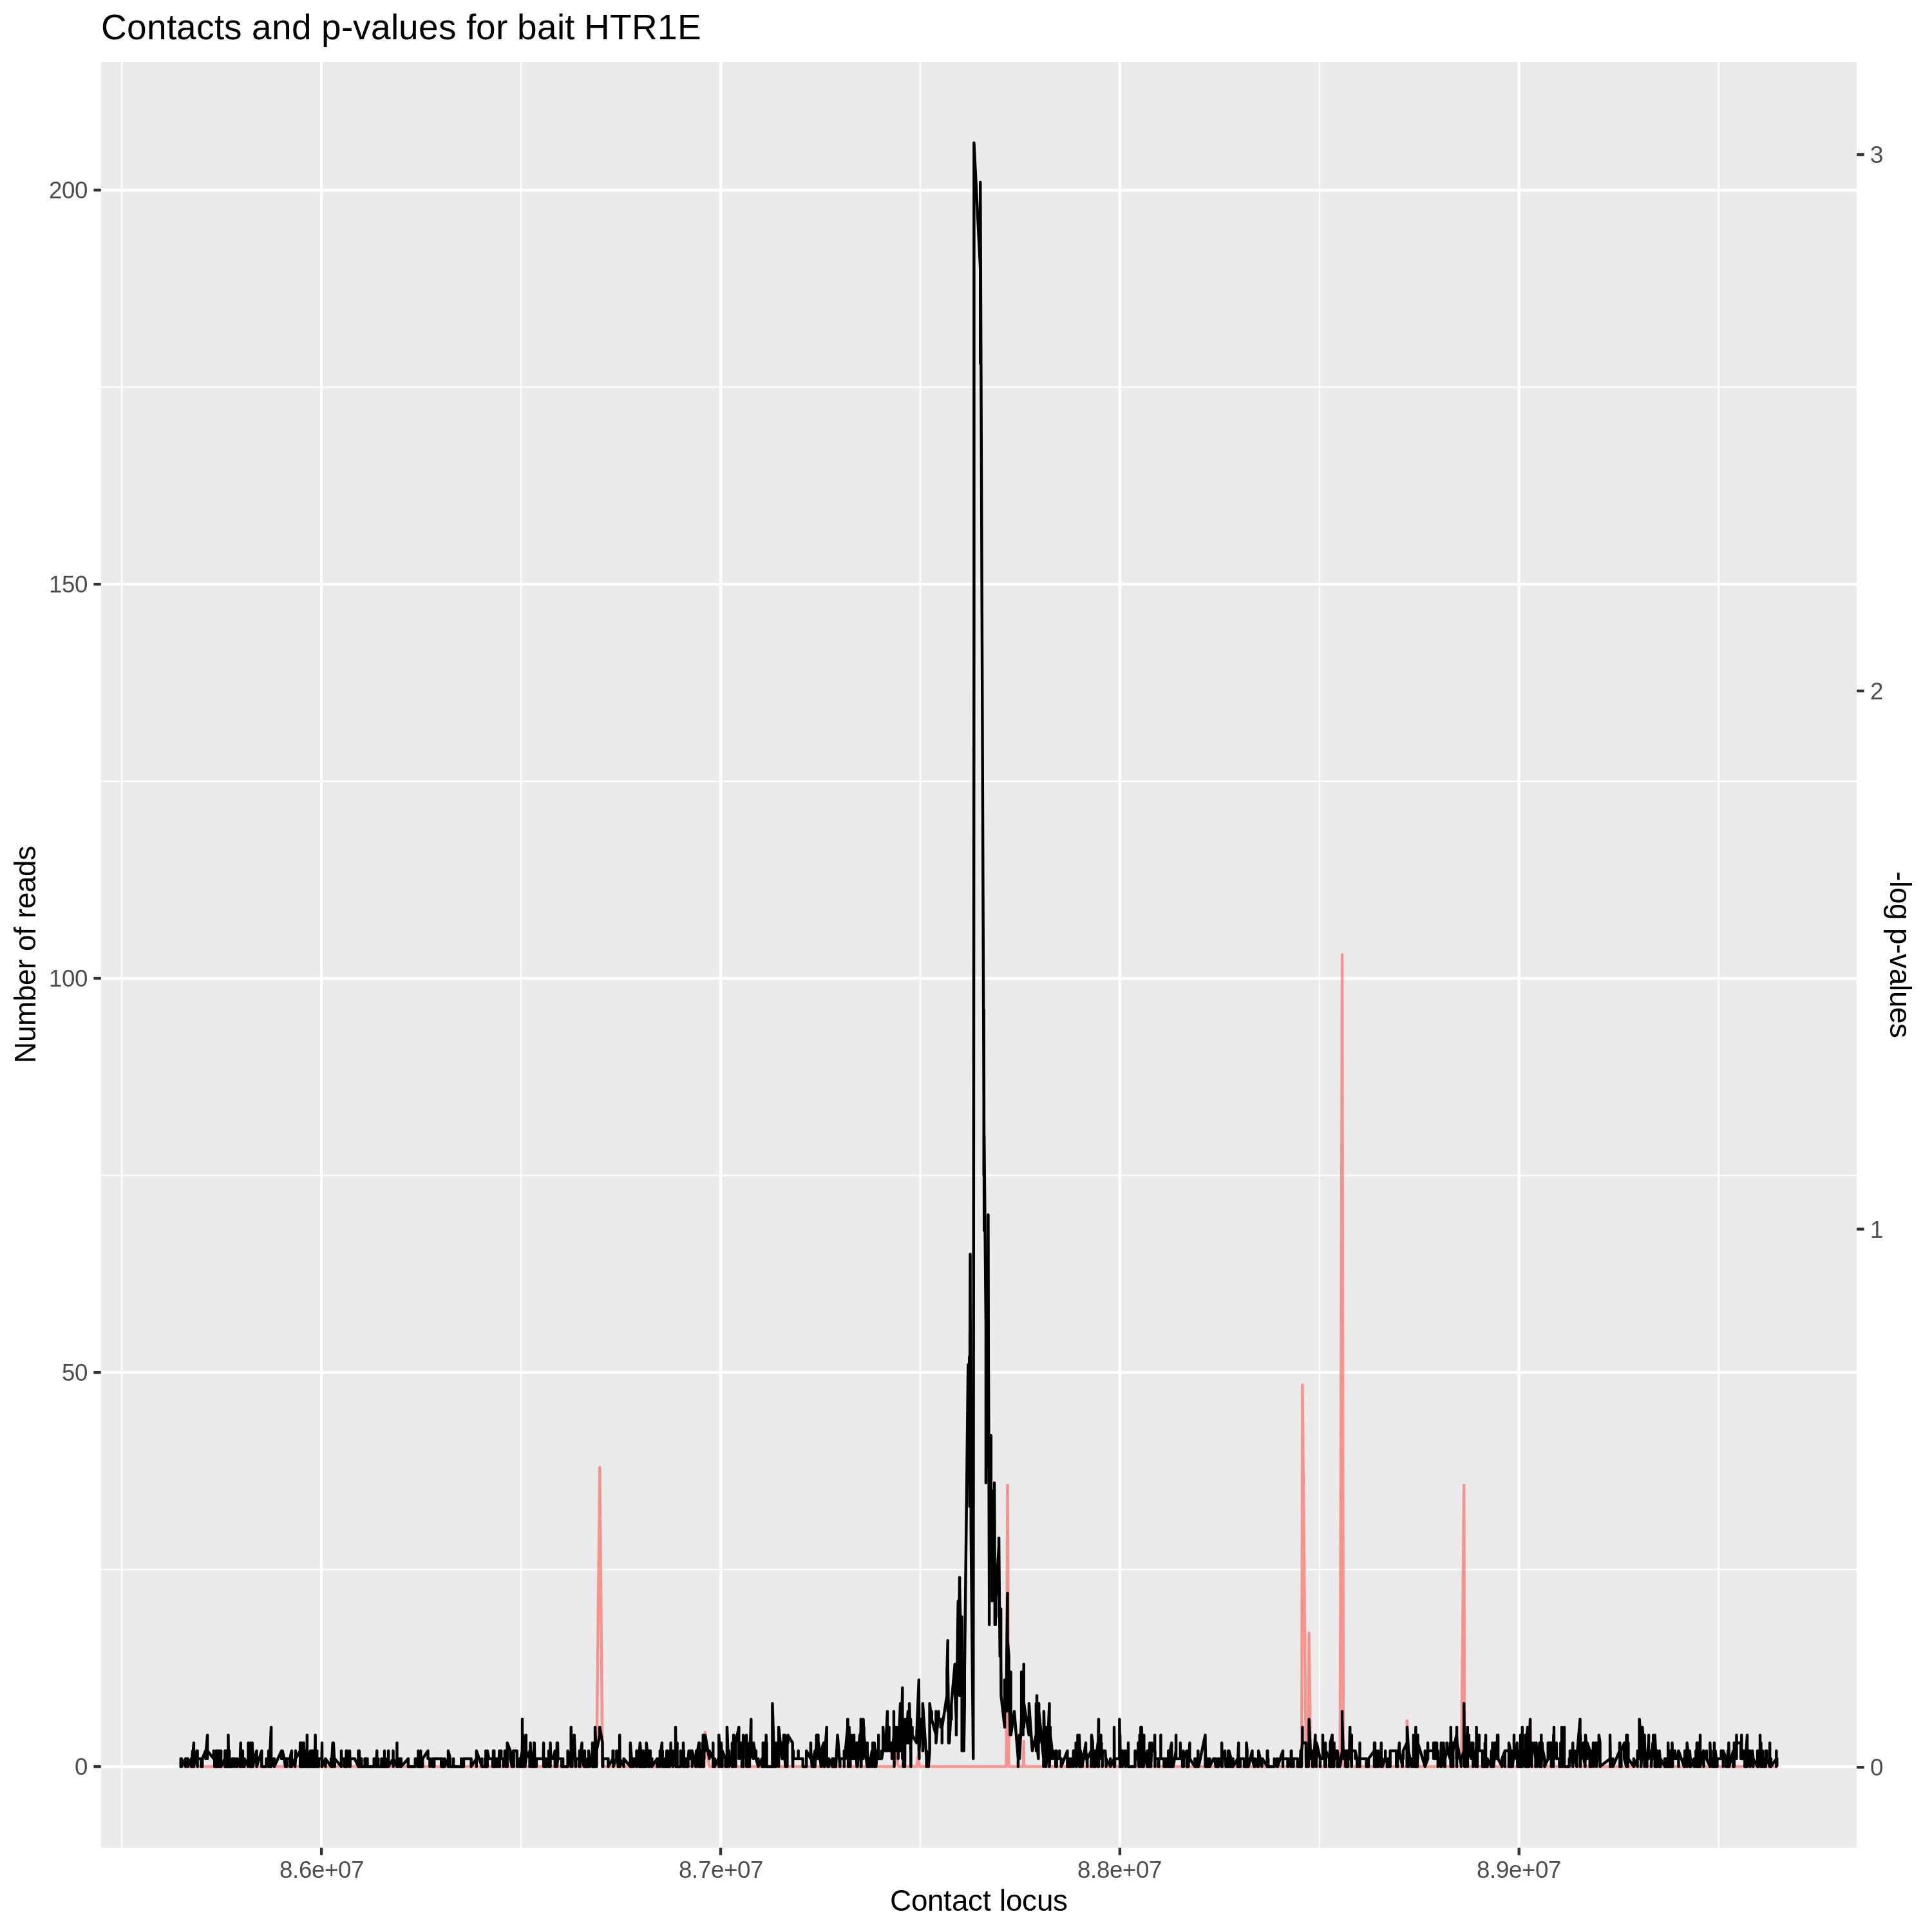 Contacts and p-values for bait HTR1E
200
150
100
50
0
Number of reads
3
2
1
0
-log p-values
8.6e+07 8.7e+07 8.8e+07 8.9e+07
Contact locus